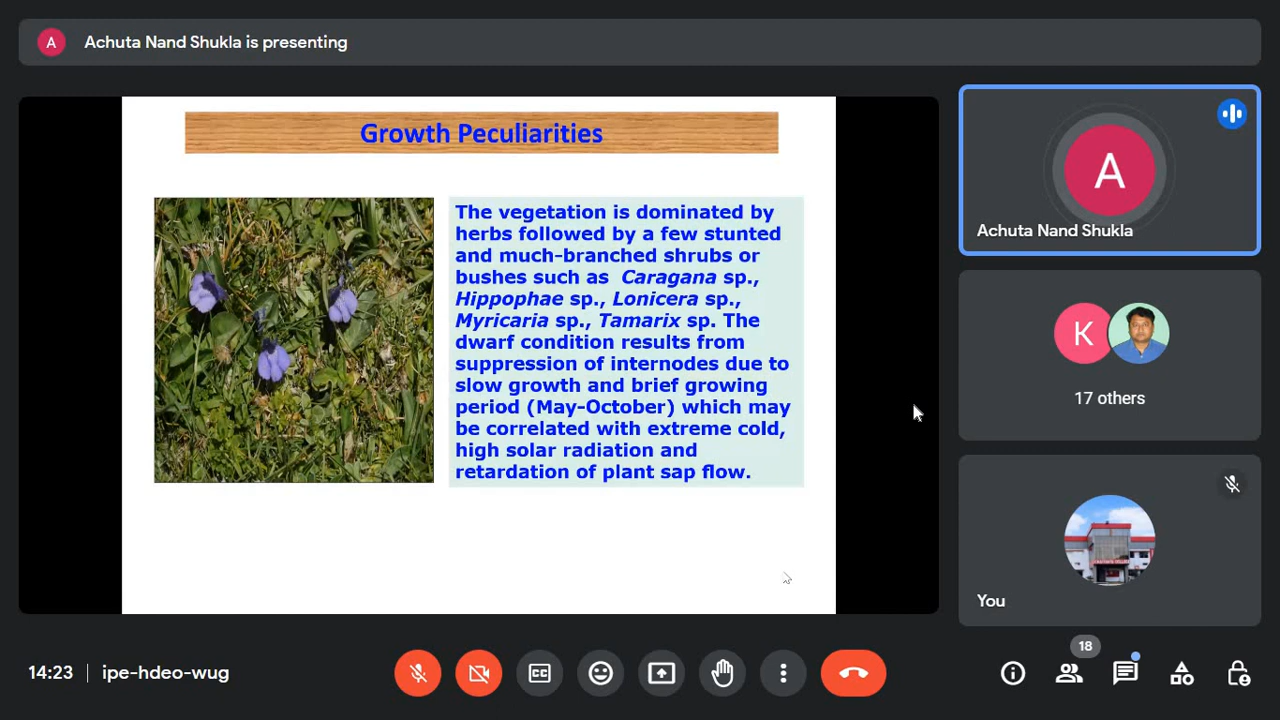 A
Achuta Nand Shukla is presenting
Growth Peculiarities
The vegetation is dominated by
herbs followed by a few stunted
and much-branched shrubs or
bushes such as Caragana sp.,
Hippophae sp., Lonicera sp.,
Myricaria sp., Tamarix sp. The
dwarf condition results from
suppression of internodes due to
slow growth and brief growing
period (May-October) which may
be correlated with extreme cold,
high solar radiation and
retardation of plant sap flow.
A
Achuta Nand Shukla
K
17 others
You
14:23
ipe-hdeo-wug
CC
18